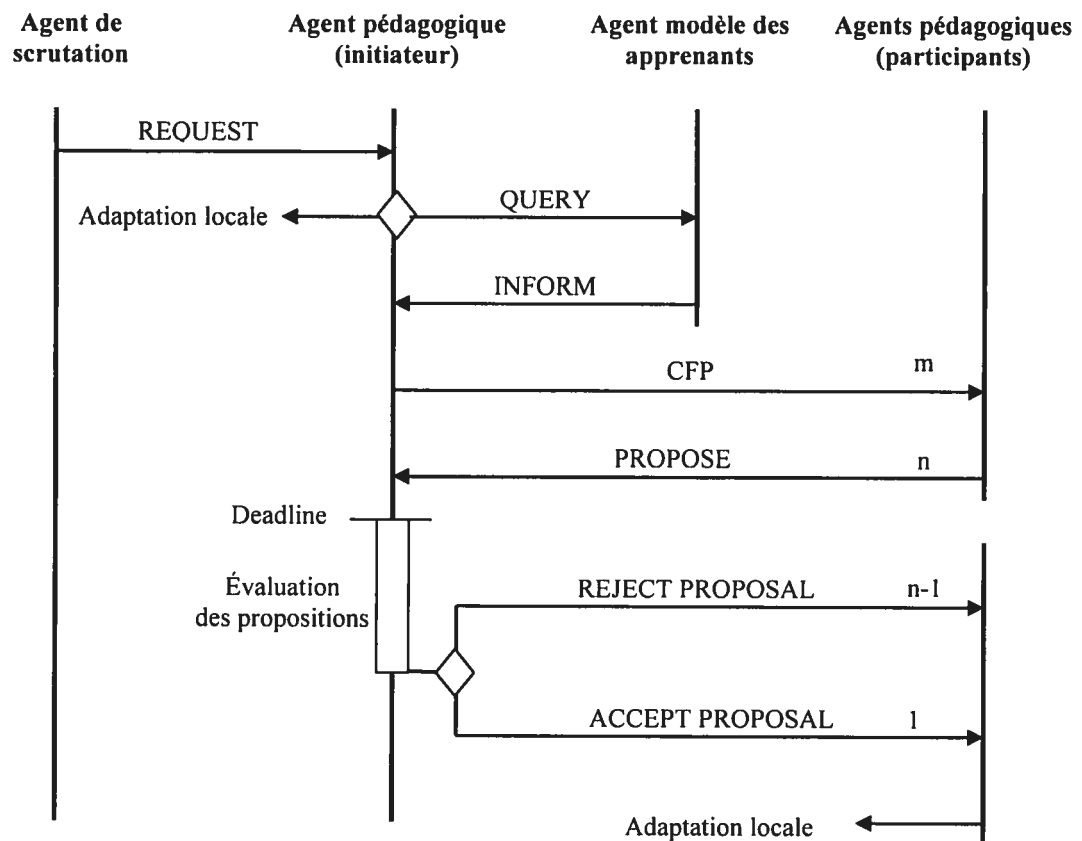 Agent de
scrutation
Agent pédagogique
(initiateur)
Agent modèle des
apprenants
Agents pédagogiques
(participants)
REQUEST
Adaptation locale
QUERY
INFORM
CFP
m
PROPOSE
n
Deadline
Évaluation
des propositions
REJECT PROPOSAL
n-1
ACCEPT PROPOSAL
1
Adaptation locale